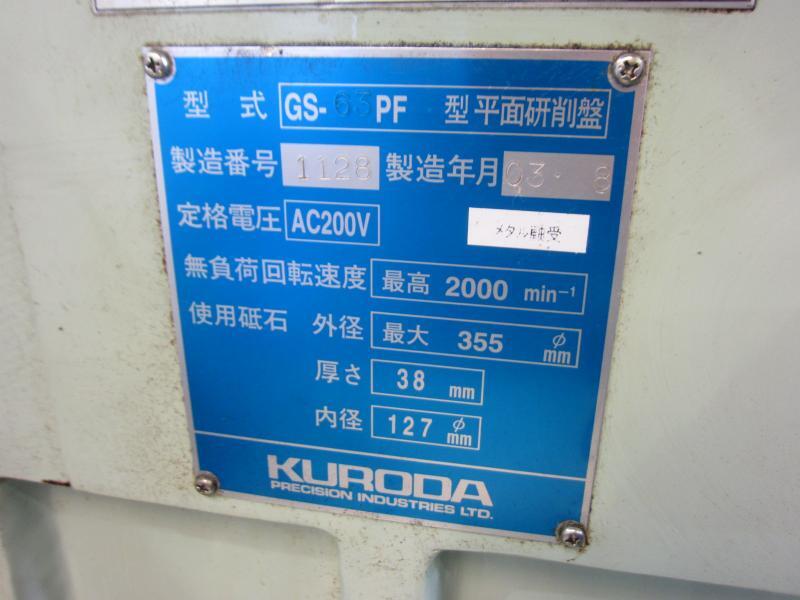 型式 GS-63PF 型平面研削盤
製造番号 1128 製造年月 03・8
定格電圧 AC200V メタル軸受
無負荷回転速度 最高 2000 min-1
使用砥石 外径 最大 355 φmm
厚さ 38 mm
内径 127 φmm
KURODA
PRECISION INDUSTRIES LTD.